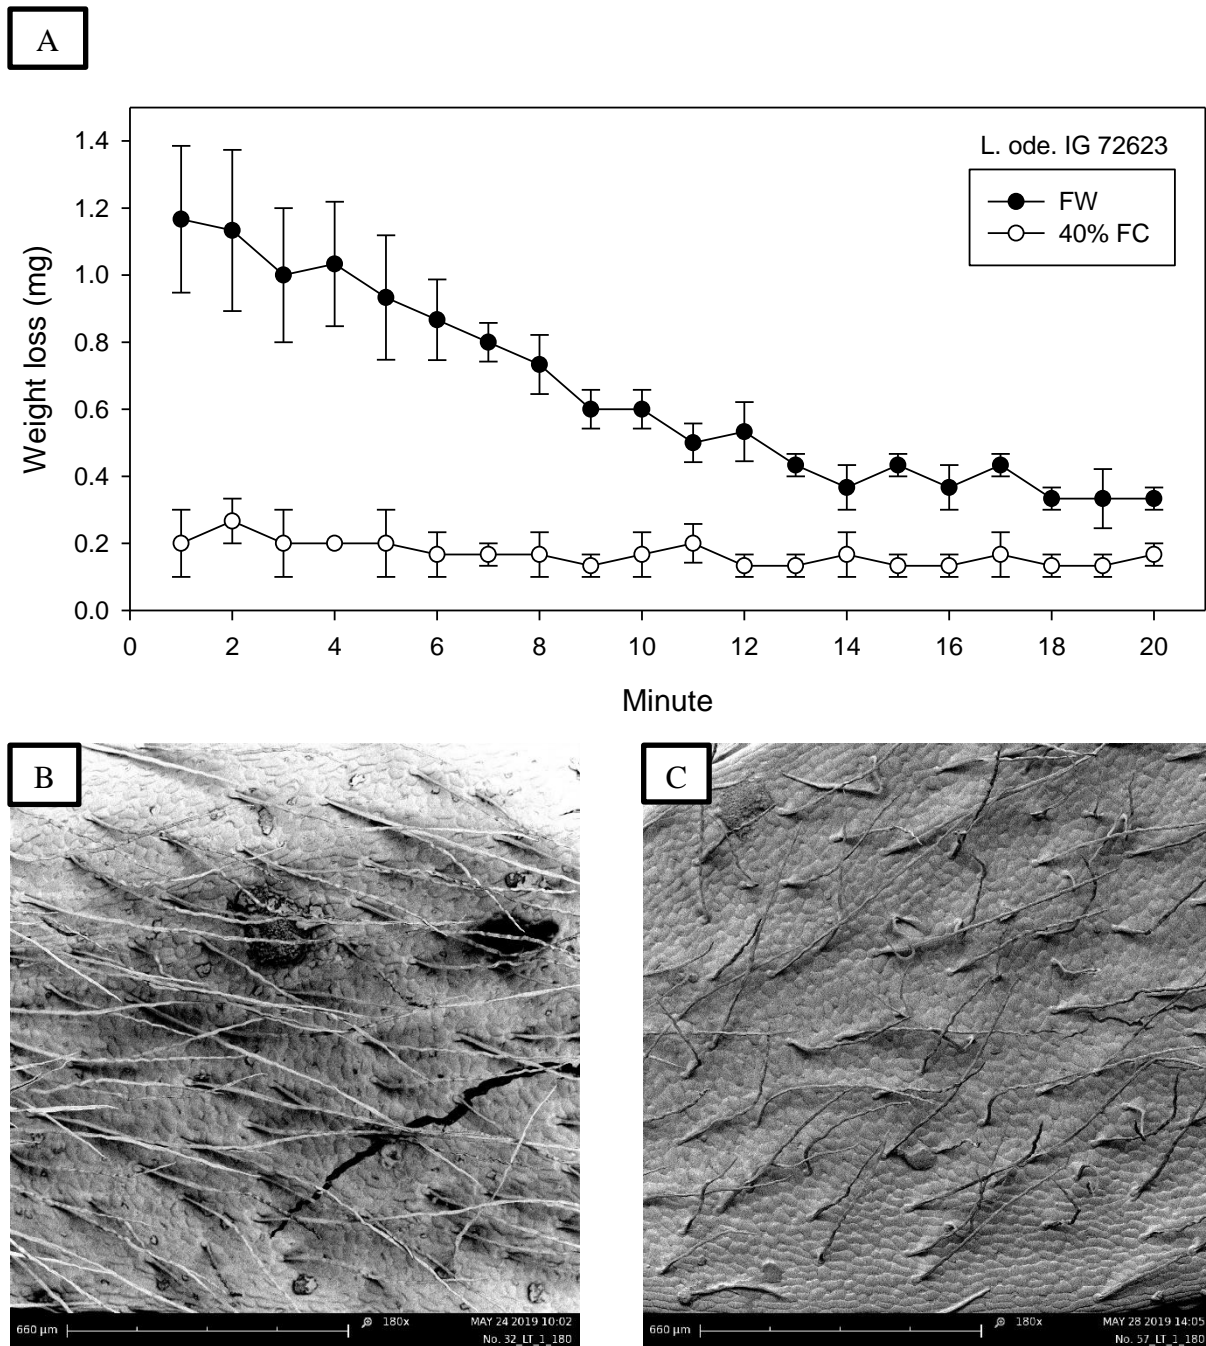 A
1.4
1.2
1.0
0.8
0.6
0.4
0.2
0.0
Weight loss (mg)
L. ode. IG 72623
FW
40% FC
0 2 4 6 8 10 12 14 16 18 20
Minute
B
660 µm 180x MAY 24 2019 10:02
No. 32_LT_1_180
C
660 µm 180x MAY 28 2019 14:05
No. 57_LT_1_180